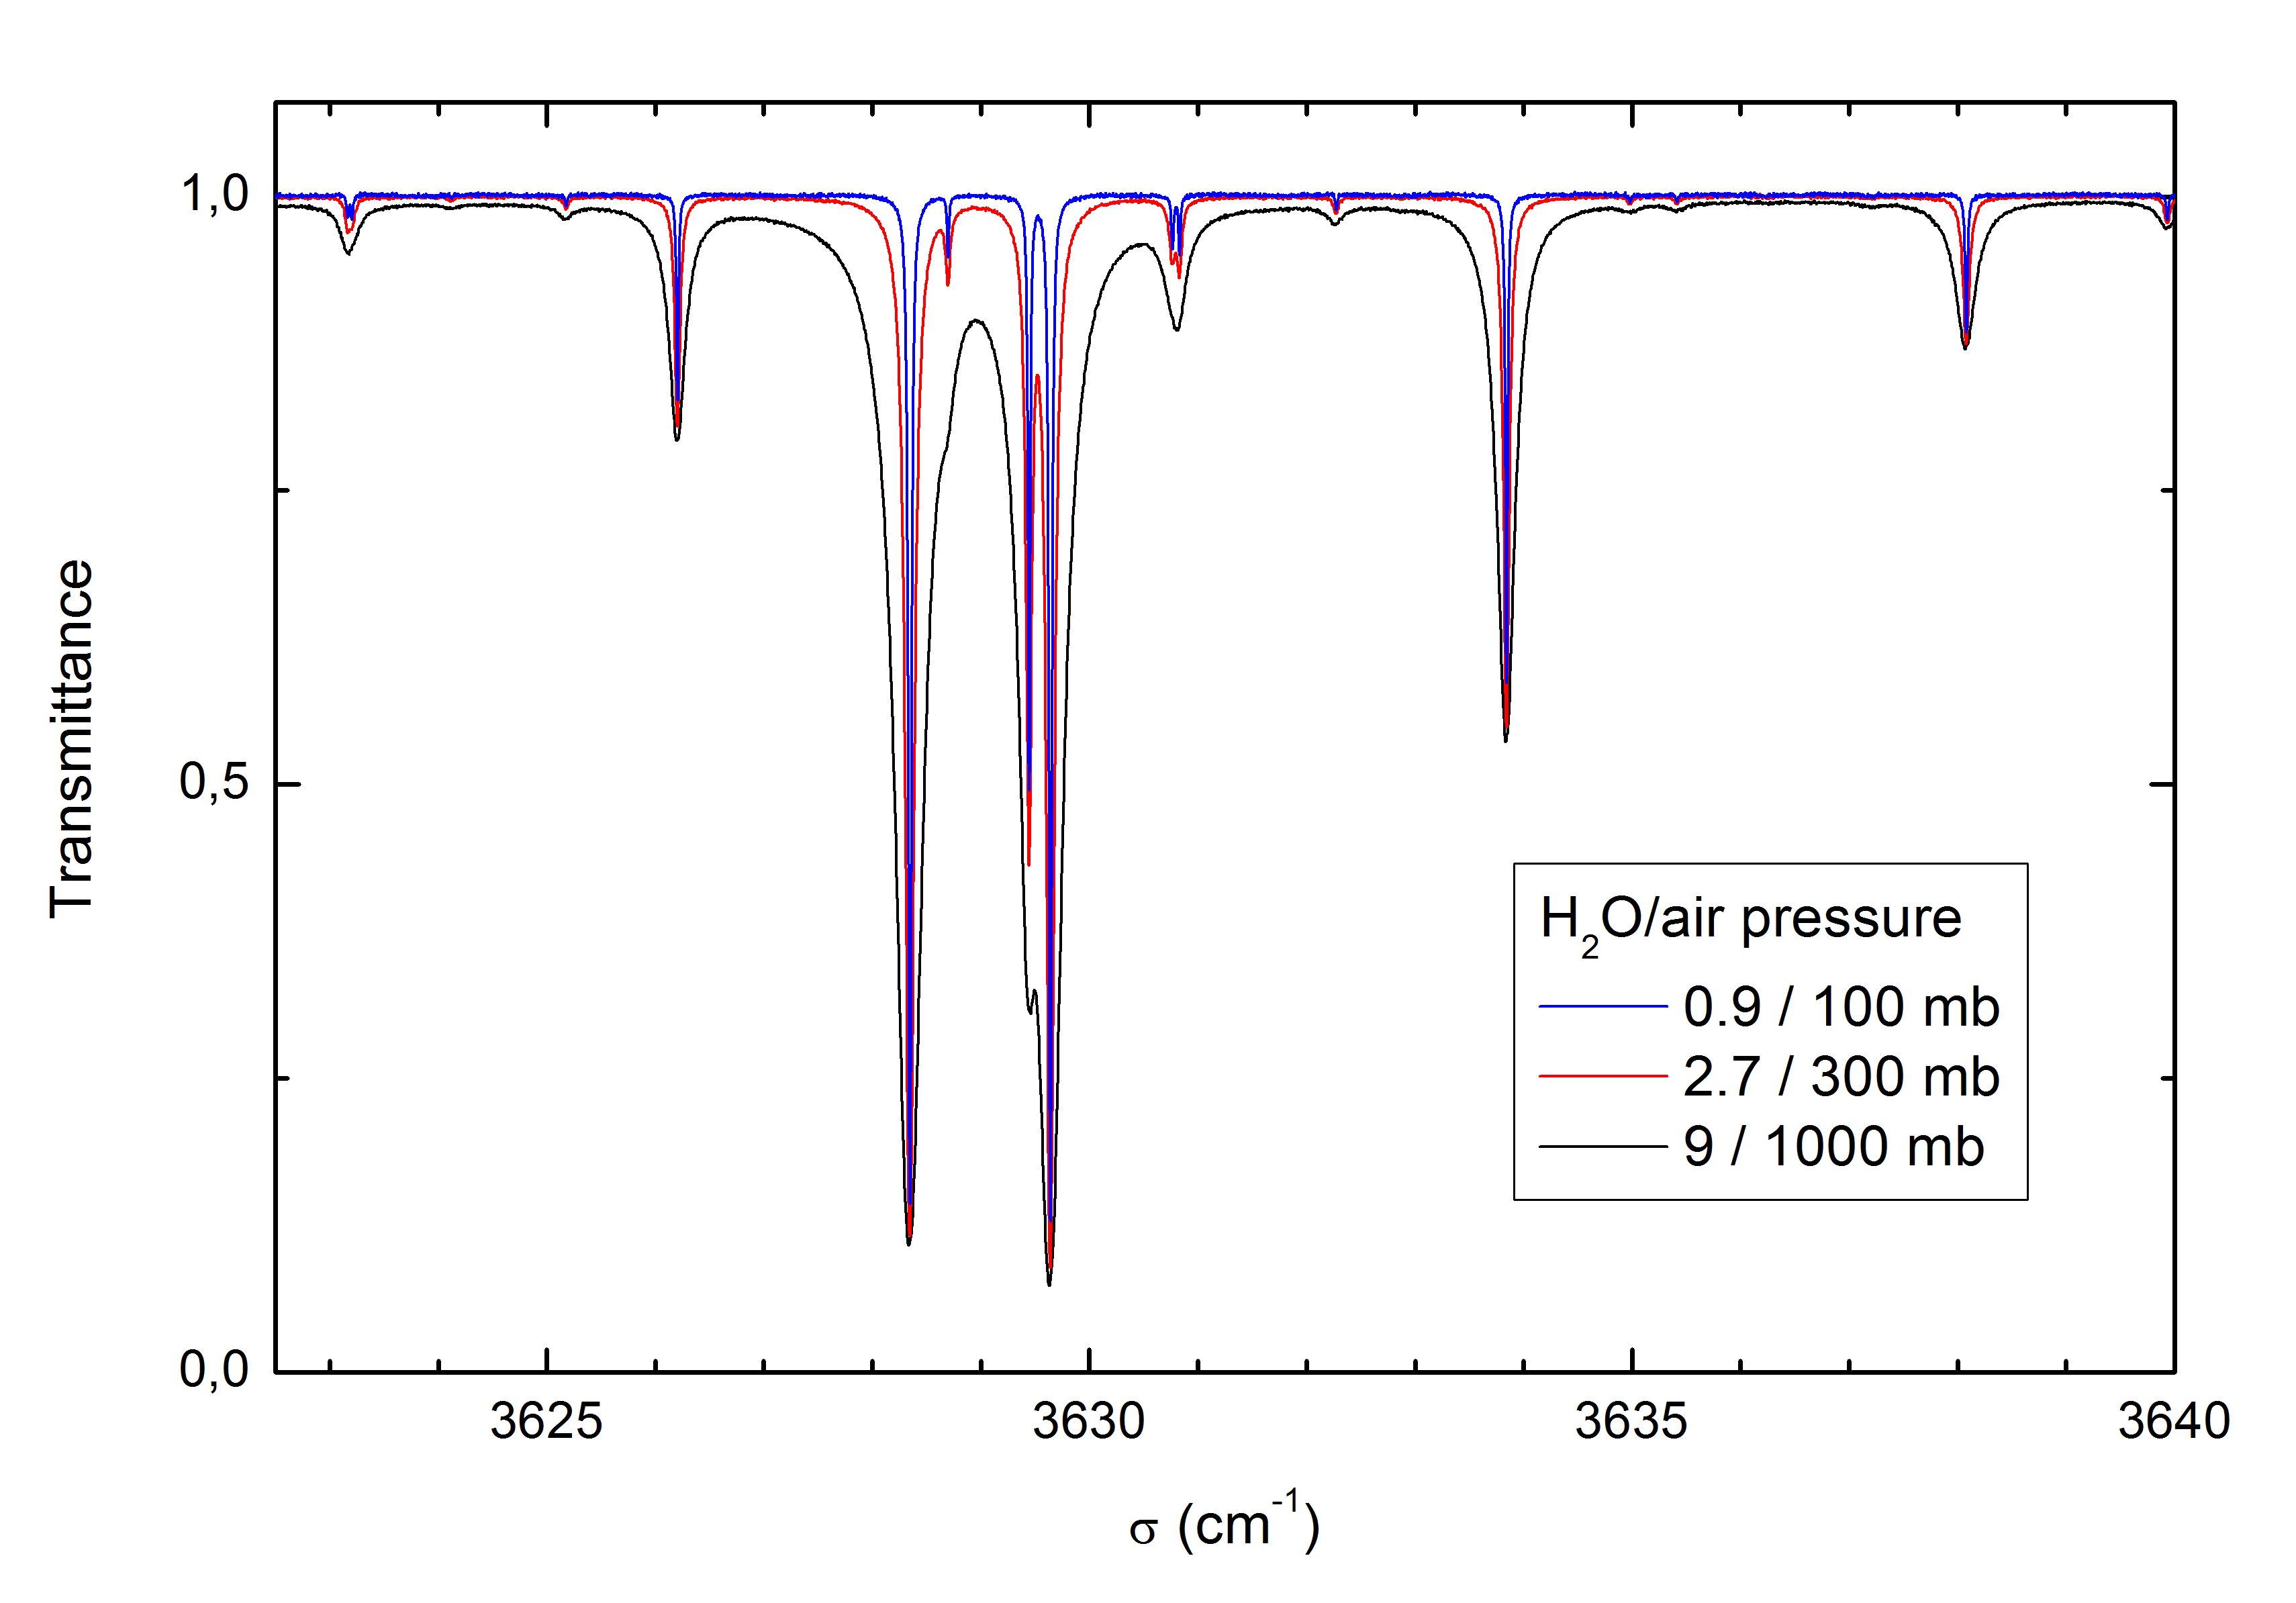 1,0
0,5
0,0
Transmittance
3625 3630 3635 3640
σ (cm⁻¹)
H₂O/air pressure
0.9 / 100 mb
2.7 / 300 mb
9 / 1000 mb